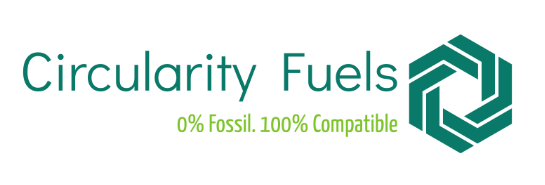 Circularity Fuels
0% Fossil. 100% Compatible